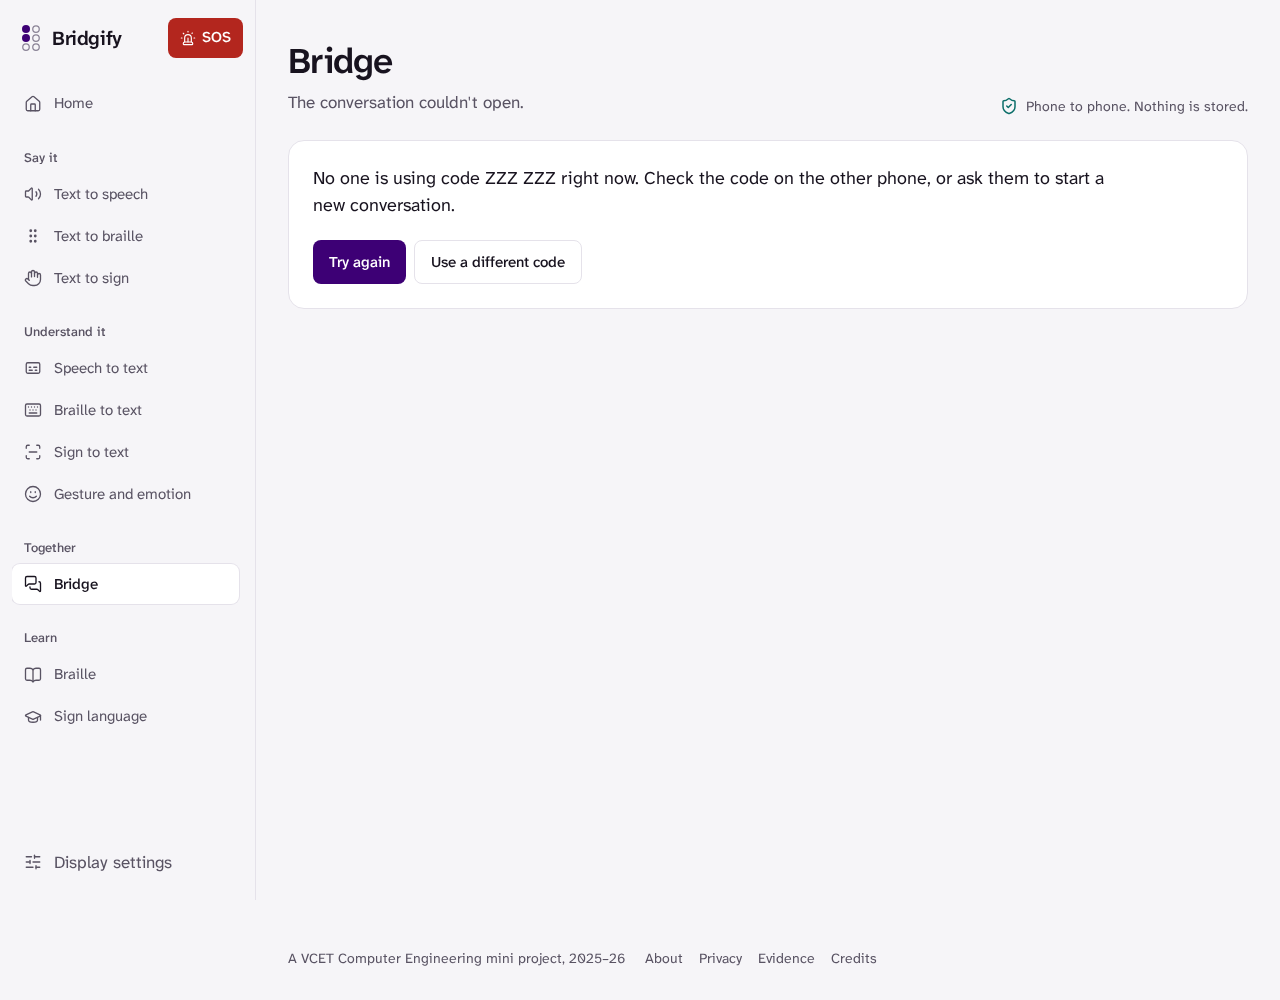 Bridgify
SOS
Home
Say it
Text to speech
Text to braille
Text to sign
Understand it
Speech to text
Braille to text
Sign to text
Gesture and emotion
Together
Bridge
Learn
Braille
Sign language
Display settings
Bridge
The conversation couldn't open.
Phone to phone. Nothing is stored.
No one is using code ZZZ ZZZ right now. Check the code on the other phone, or ask them to start a
new conversation.
Try again
Use a different code
A VCET Computer Engineering mini project, 2025–26
About
Privacy
Evidence
Credits